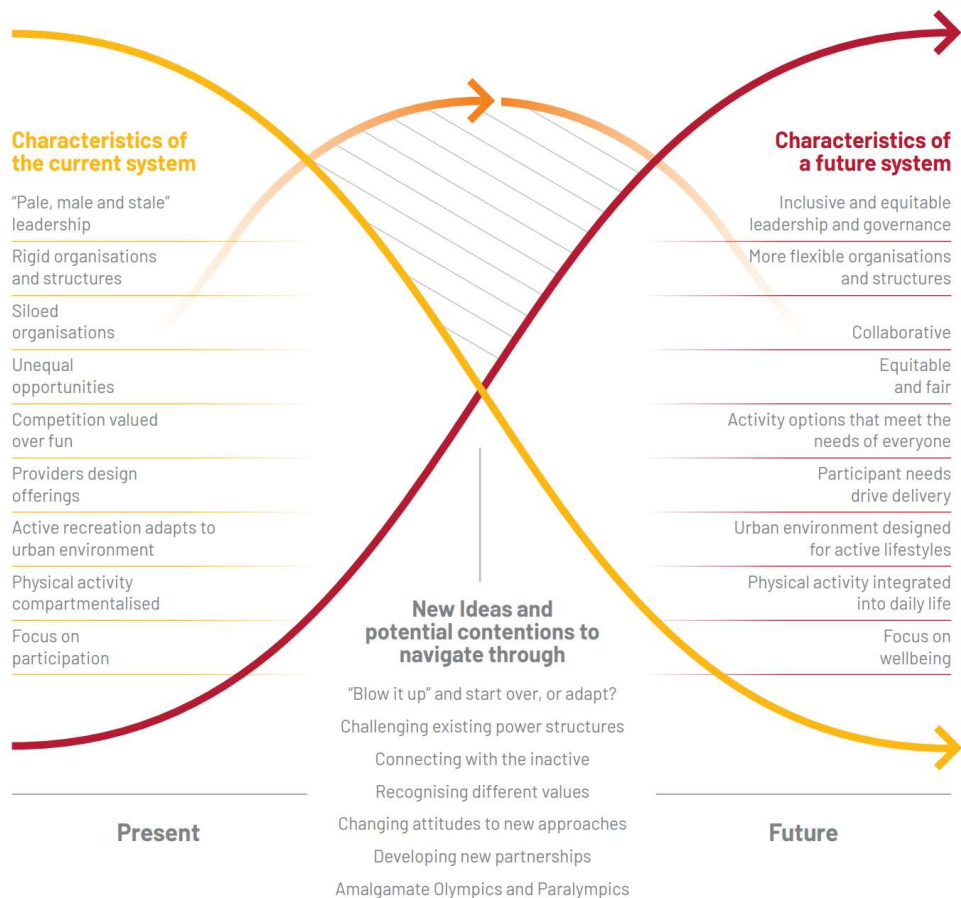 Characteristics of
the current system
"Pale, male and stale"
leadership
Rigid organisations
and structures
Siloed
organisations
Unequal
opportunities
Competition valued
over fun
Providers design
offerings
Active recreation adapts to
urban environment
Physical activity
compartmentalised
Focus on
participation
Present
New Ideas and
potential contentions to
navigate through
"Blow it up" and start over, or adapt?
Challenging existing power structures
Connecting with the inactive
Recognising different values
Changing attitudes to new approaches
Developing new partnerships
Amalgamate Olympics and Paralympics
Characteristics of
a future system
Inclusive and equitable
leadership and governance
More flexible organisations
and structures
Collaborative
Equitable
and fair
Activity options that meet the
needs of everyone
Participant needs
drive delivery
Urban environment designed
for active lifestyles
Physical activity integrated
into daily life
Focus on
wellbeing
Future